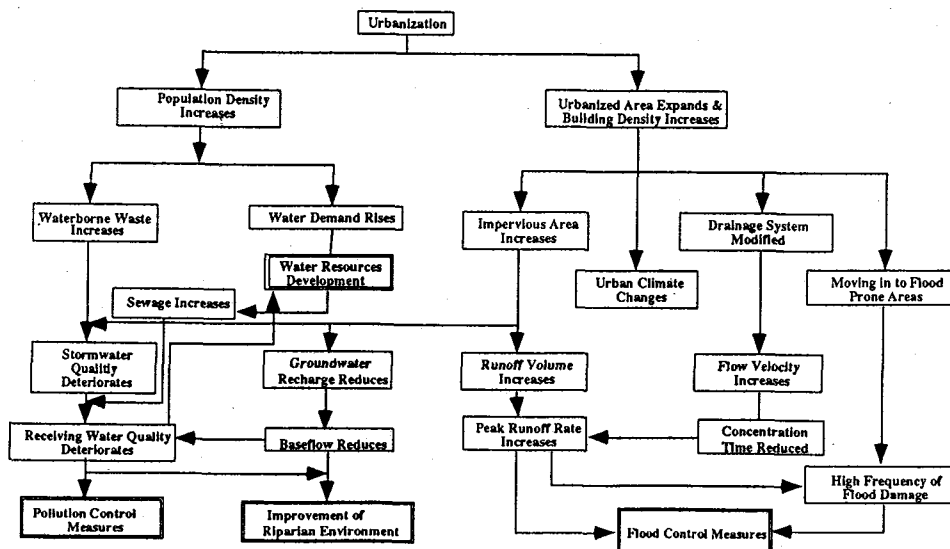 Urbanization
Population Density
Increases
Urbanized Area Expands &
Building Density Increases
Waterborne Waste
Increases
Water Demand Rises
Impervious Area
Increases
Drainage System
Modified
Water Resources
Development
Urban Climate
Changes
Moving in to Flood
Prone Areas
Sewage Increases
Stormwater
Qualtiy
Deteriorates
Groundwater
Recharge Reduces
Runoff Volume
Increases
Flow Velocity
Increases
Receiving Water Quality
Deteriorates
Baseflow Reduces
Peak Runoff Rate
Increases
Concentration
Time Reduced
High Frequency of
Flood Damage
Pollution Control
Measures
Improvement of
Riparian Environment
Flood Control Measures